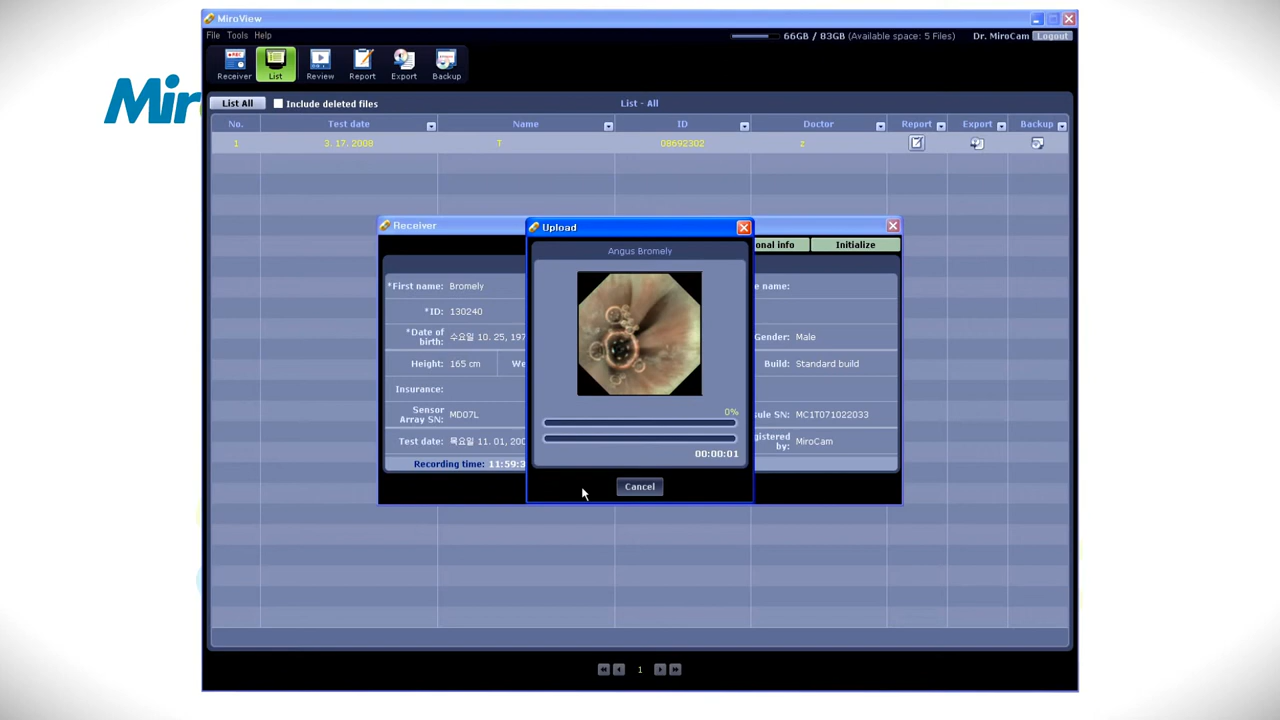 MiroView
File Tools Help
66GB / 83GB (Available space: 5 Files) Dr. MiroCam Logout
Receiver List Review Report Export Backup
Mir
List All Include deleted files List - All
No. Test date Name ID Doctor Report Export Backup
1 3. 17. 2008 T 08692302 z
Receiver
Upload
onal info Initialize
Angus Bromely
*First name: Bromely
e name:
*ID: 130240
*Date of birth: 수요일 10. 25, 197
Gender: Male
Height: 165 cm We
Build: Standard build
Insurance:
0%
Sensor Array SN: MD07L
sule SN: MC1T071022033
Test date: 목요일 11. 01, 200
gistered by: MiroCam
00:00:01
Recording time: 11:59:3
Cancel
1